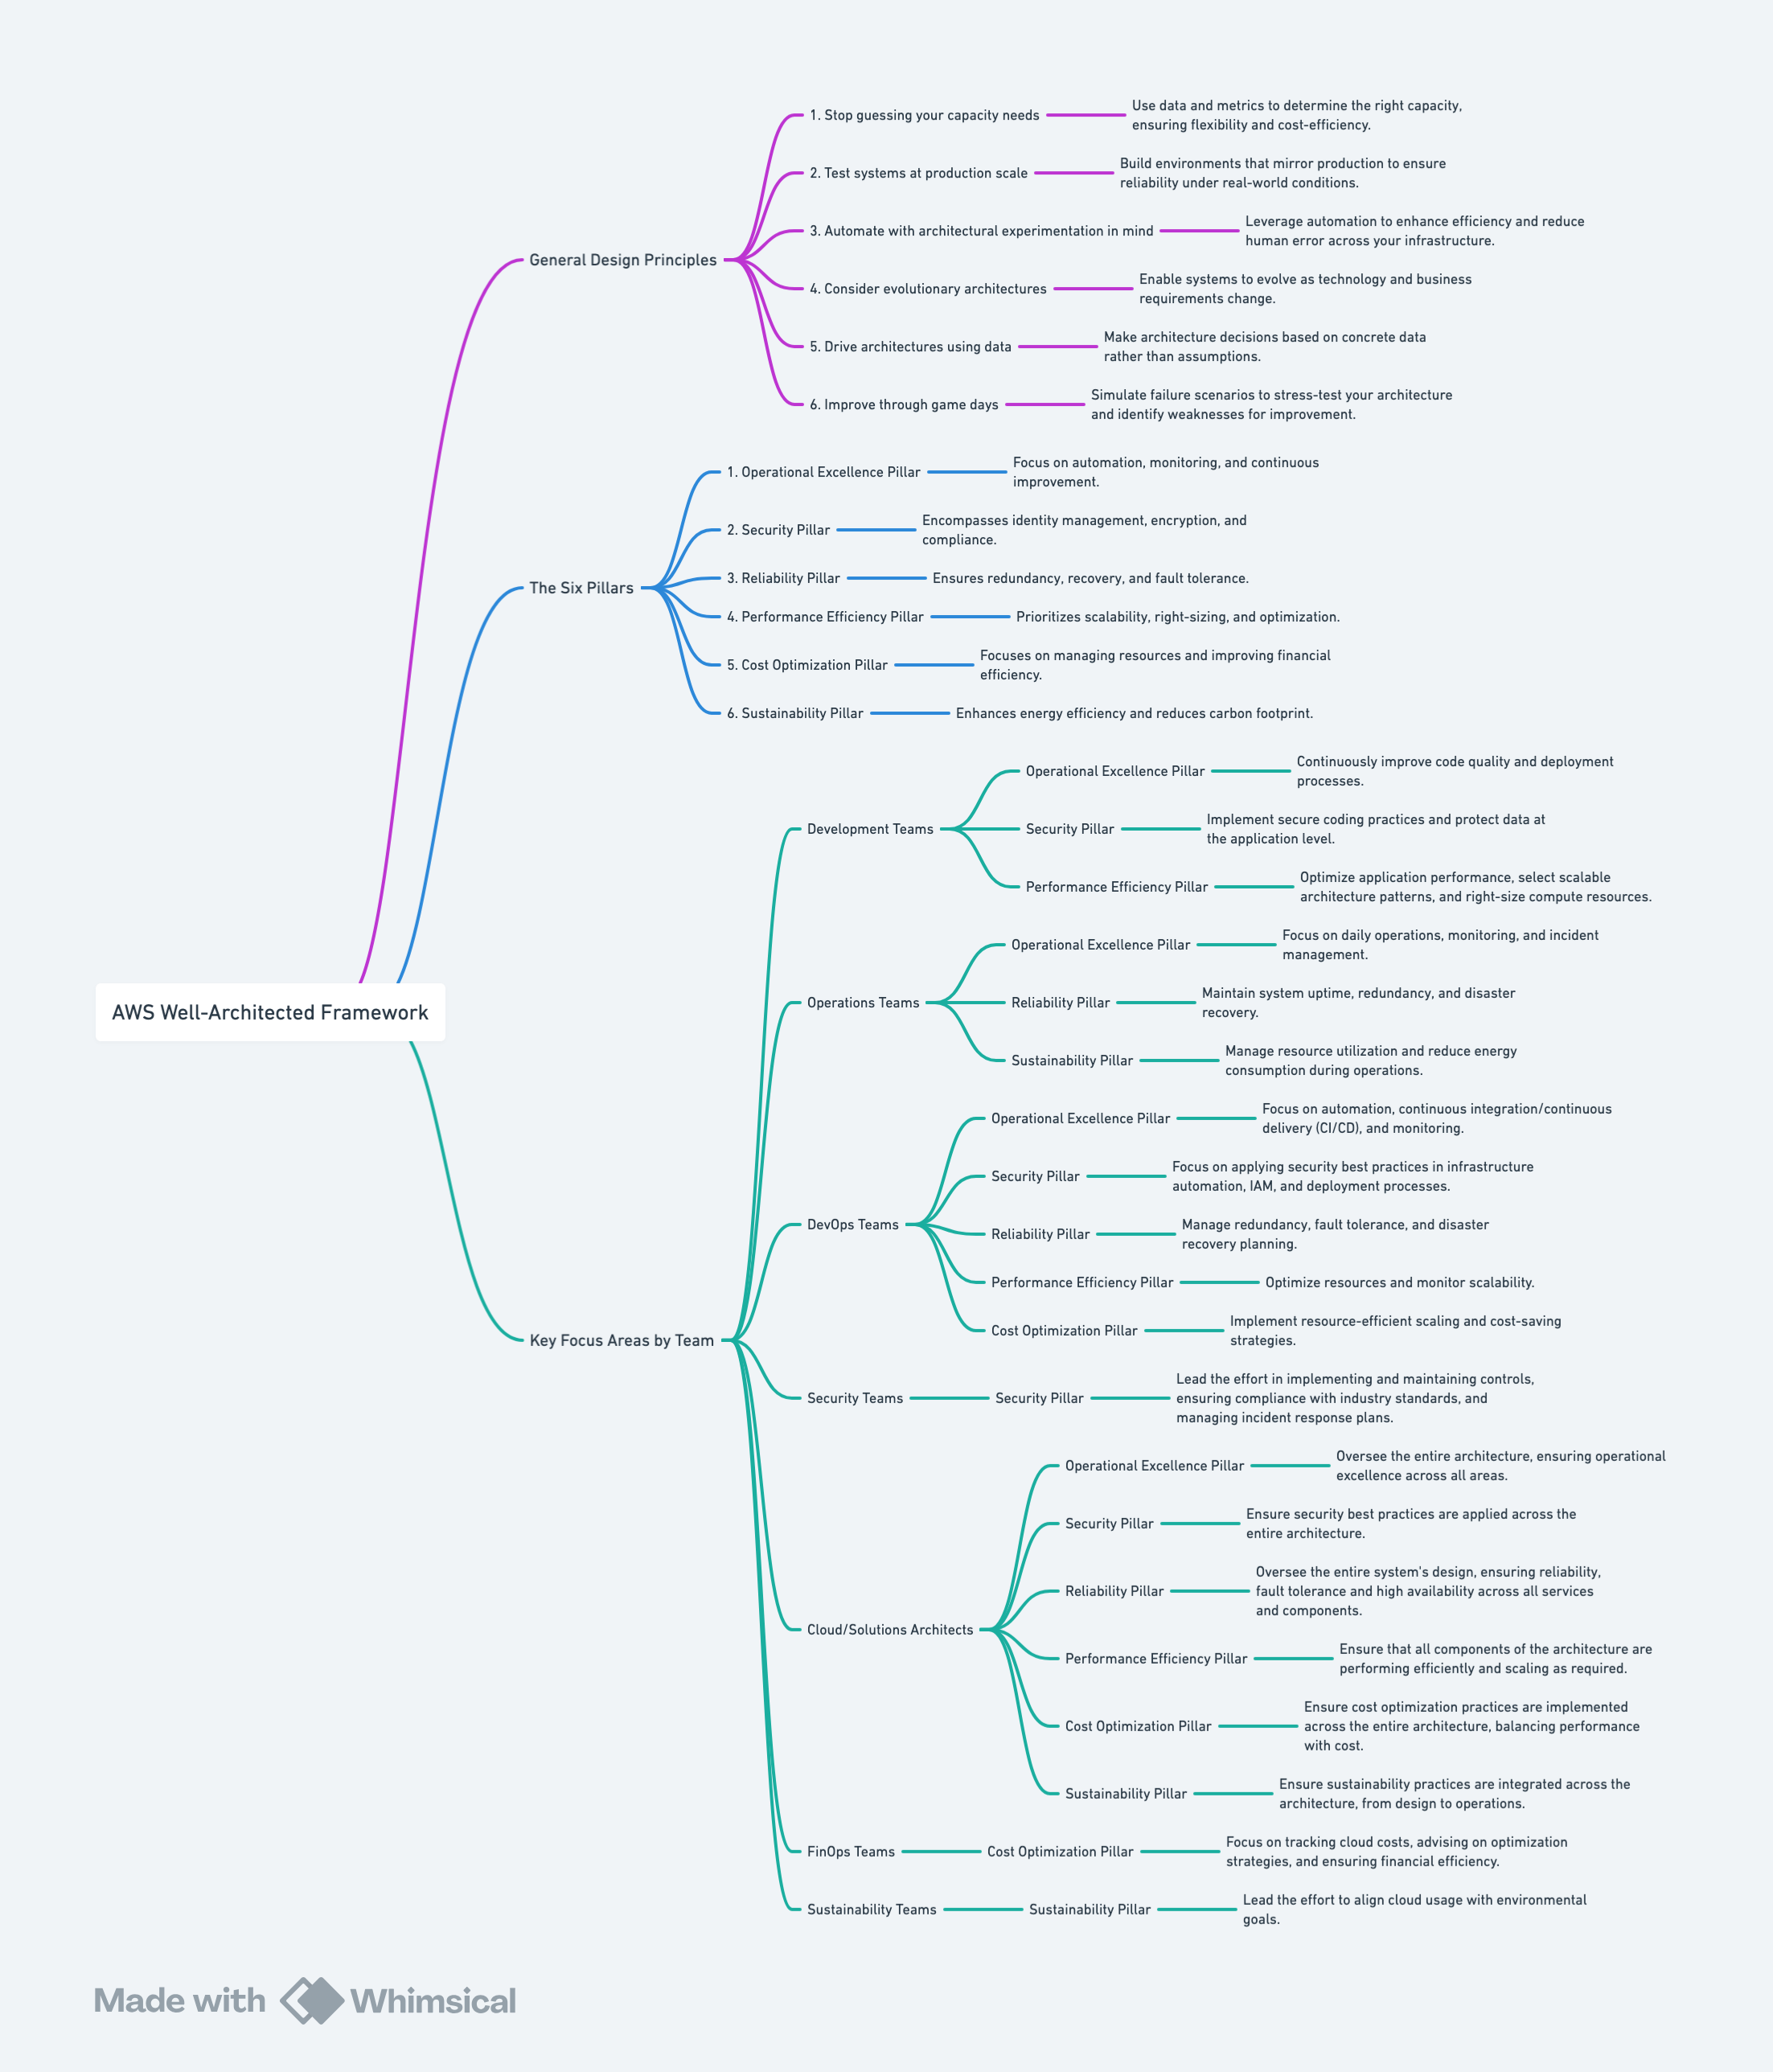 AWS Well-Architected Framework
General Design Principles
1. Stop guessing your capacity needs
Use data and metrics to determine the right capacity,
ensuring flexibility and cost-efficiency.
2. Test systems at production scale
Build environments that mirror production to ensure
reliability under real-world conditions.
3. Automate with architectural experimentation in mind
Leverage automation to enhance efficiency and reduce
human error across your infrastructure.
4. Consider evolutionary architectures
Enable systems to evolve as technology and business
requirements change.
5. Drive architectures using data
Make architecture decisions based on concrete data
rather than assumptions.
6. Improve through game days
Simulate failure scenarios to stress-test your architecture
and identify weaknesses for improvement.
The Six Pillars
1. Operational Excellence Pillar
Focus on automation, monitoring, and continuous
improvement.
2. Security Pillar
Encompasses identity management, encryption, and
compliance.
3. Reliability Pillar
Ensures redundancy, recovery, and fault tolerance.
4. Performance Efficiency Pillar
Prioritizes scalability, right-sizing, and optimization.
5. Cost Optimization Pillar
Focuses on managing resources and improving financial
efficiency.
6. Sustainability Pillar
Enhances energy efficiency and reduces carbon footprint.
Key Focus Areas by Team
Development Teams
Operational Excellence Pillar
Continuously improve code quality and deployment
processes.
Security Pillar
Implement secure coding practices and protect data at
the application level.
Performance Efficiency Pillar
Optimize application performance, select scalable
architecture patterns, and right-size compute resources.
Operations Teams
Operational Excellence Pillar
Focus on daily operations, monitoring, and incident
management.
Reliability Pillar
Maintain system uptime, redundancy, and disaster
recovery.
Sustainability Pillar
Manage resource utilization and reduce energy
consumption during operations.
DevOps Teams
Operational Excellence Pillar
Focus on automation, continuous integration/continuous
delivery (CI/CD), and monitoring.
Security Pillar
Focus on applying security best practices in infrastructure
automation, IAM, and deployment processes.
Reliability Pillar
Manage redundancy, fault tolerance, and disaster
recovery planning.
Performance Efficiency Pillar
Optimize resources and monitor scalability.
Cost Optimization Pillar
Implement resource-efficient scaling and cost-saving
strategies.
Security Teams
Security Pillar
Lead the effort in implementing and maintaining controls,
ensuring compliance with industry standards, and
managing incident response plans.
Cloud/Solutions Architects
Operational Excellence Pillar
Oversee the entire architecture, ensuring operational
excellence across all areas.
Security Pillar
Ensure security best practices are applied across the
entire architecture.
Reliability Pillar
Oversee the entire system's design, ensuring reliability,
fault tolerance and high availability across all services
and components.
Performance Efficiency Pillar
Ensure that all components of the architecture are
performing efficiently and scaling as required.
Cost Optimization Pillar
Ensure cost optimization practices are implemented
across the entire architecture, balancing performance
with cost.
Sustainability Pillar
Ensure sustainability practices are integrated across the
architecture, from design to operations.
FinOps Teams
Cost Optimization Pillar
Focus on tracking cloud costs, advising on optimization
strategies, and ensuring financial efficiency.
Sustainability Teams
Sustainability Pillar
Lead the effort to align cloud usage with environmental
goals.
Made with Whimsical